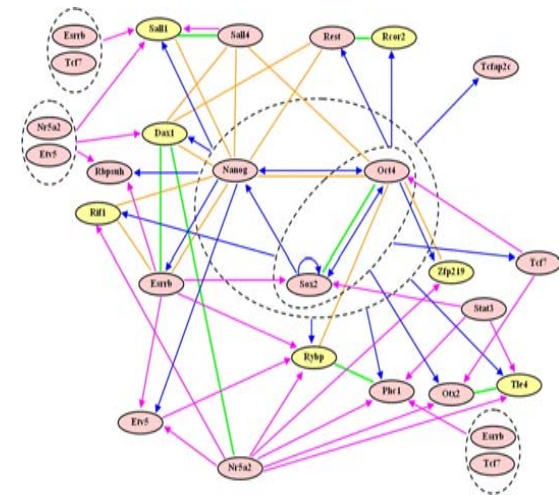 Esrrb
Tcf7
Sall1
Sall4
Rest
Rcor2
Tcfap2c
Nr5a2
Etv5
Dax1
Rbpsuh
Nanog
Oct4
Rif1
Esrrb
Sox2
Zfp219
Tcf7
Stat3
Rybp
Phc1
Otx2
Tle4
Etv5
Nr5a2
Esrrb
Tcf7